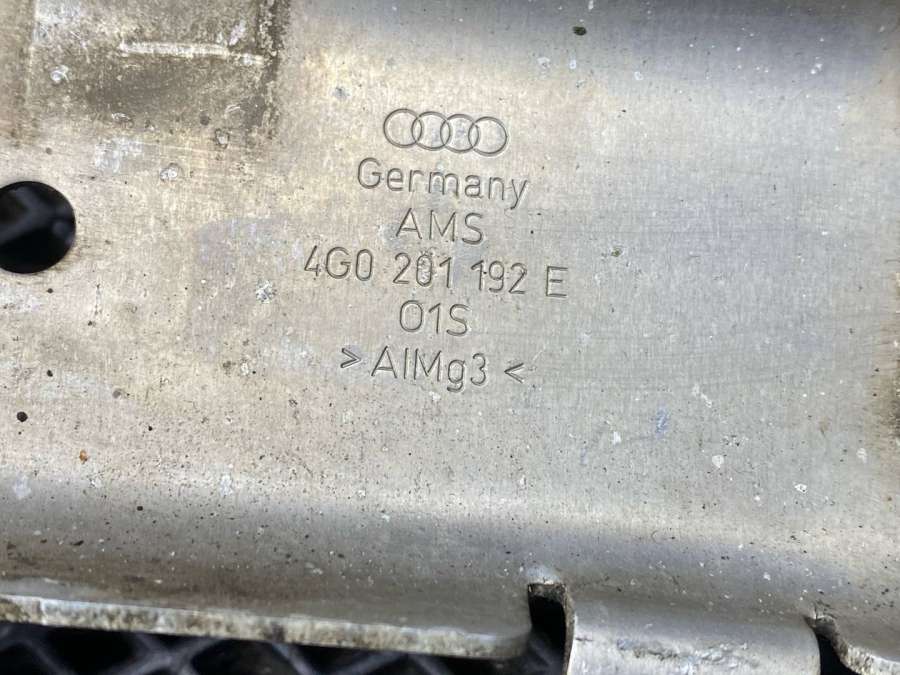 Germany
AMS
4G0 201 192 E
01S
> AlMg3 <